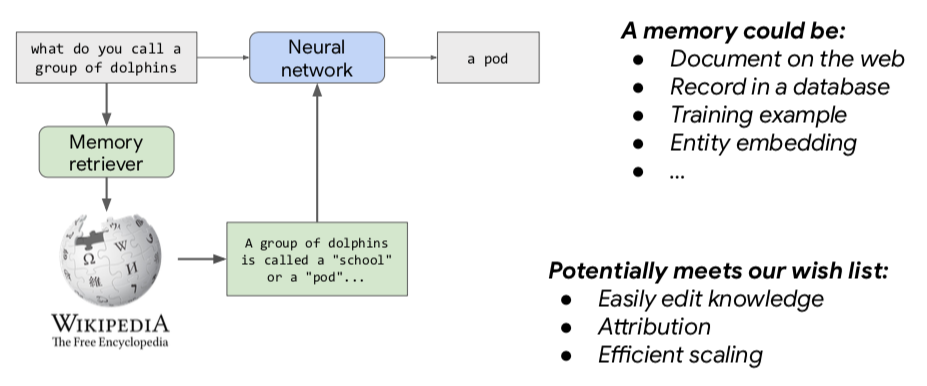 what do you call a
group of dolphins
Neural
network
a pod
Memory
retriever
Ω
W
И
維
WIKIPEDIA
The Free Encyclopedia
A group of dolphins
is called a "school"
or a "pod"...
A memory could be:
● Document on the web
● Record in a database
● Training example
● Entity embedding
● ...
Potentially meets our wish list:
● Easily edit knowledge
● Attribution
● Efficient scaling